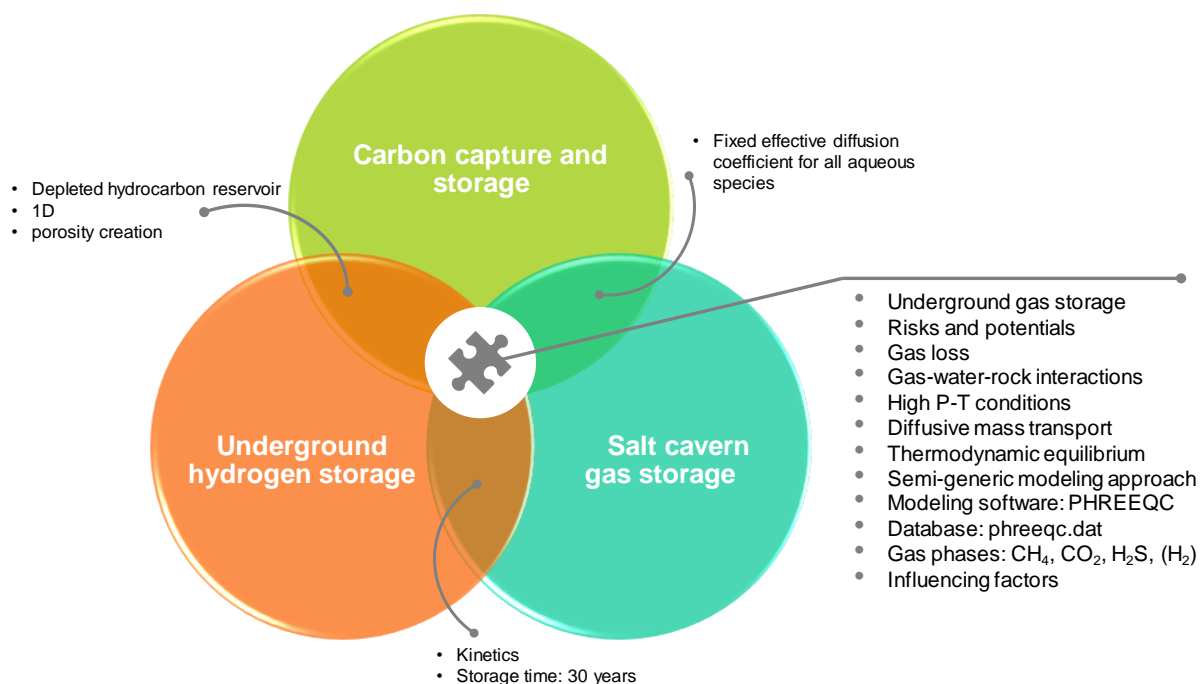 Carbon capture and
storage
• Fixed effective diffusion
coefficient for all aqueous
species
• Depleted hydrocarbon reservoir
• 1D
• porosity creation
Underground
hydrogen storage
Salt cavern
gas storage
• Underground gas storage
• Risks and potentials
• Gas loss
• Gas-water-rock interactions
• High P-T conditions
• Diffusive mass transport
• Thermodynamic equilibrium
• Semi-generic modeling approach
• Modeling software: PHREEQC
• Database: phreeqc.dat
• Gas phases: CH₄, CO₂, H₂S, (H₂)
• Influencing factors
• Kinetics
• Storage time: 30 years